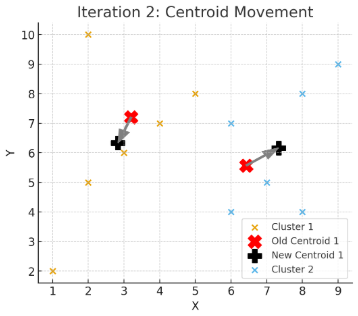 Iteration 2: Centroid Movement
10
9
8
7
6
5
4
3
2
Y
1 2 3 4 5 6 7 8 9
X
Cluster 1
Old Centroid 1
New Centroid 1
Cluster 2